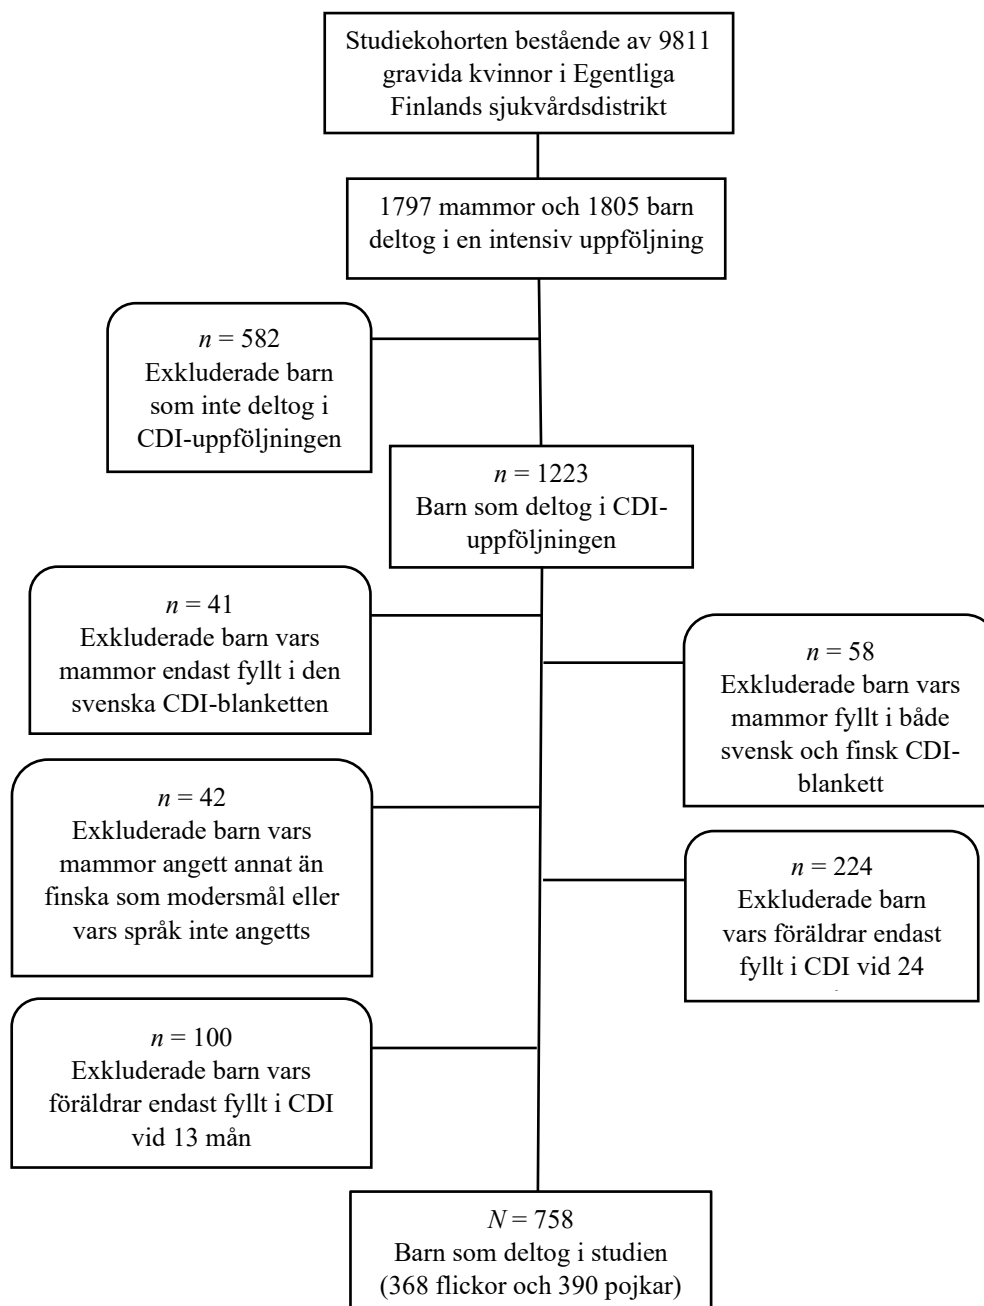 Studiekohorten bestående av 9811
gravida kvinnor i Egentliga
Finlands sjukvårdsdistrikt
1797 mammor och 1805 barn
deltog i en intensiv uppföljning
n = 582
Exkluderade barn
som inte deltog i
CDI-uppföljningen
n = 1223
Barn som deltog i CDI-
uppföljningen
n = 41
Exkluderade barn vars
mammor endast fyllt i den
svenska CDI-blanketten
n = 58
Exkluderade barn vars
mammor fyllt i både
svensk och finsk CDI-
blankett
n = 42
Exkluderade barn vars
mammor angett annat än
finska som modersmål eller
vars språk inte angetts
n = 224
Exkluderade barn
vars föräldrar endast
fyllt i CDI vid 24
n = 100
Exkluderade barn vars
föräldrar endast fyllt i CDI
vid 13 mån
N = 758
Barn som deltog i studien
(368 flickor och 390 pojkar)